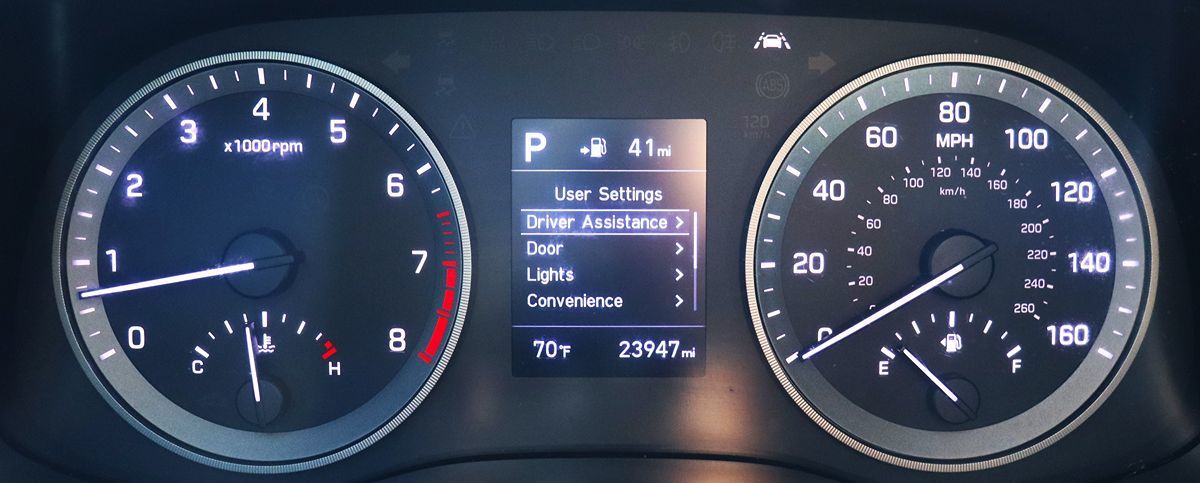 0
1
2
3
4
5
6
7
8
x1000rpm
C
H
P
41mi
User Settings
Driver Assistance >
Door >
Lights >
Convenience >
70°F
23947mi
ABS
120
km/h
0
20
40
60
80
100
120
140
160
MPH
20
40
60
80
100
120
140
160
180
200
220
240
260
km/h
E
F